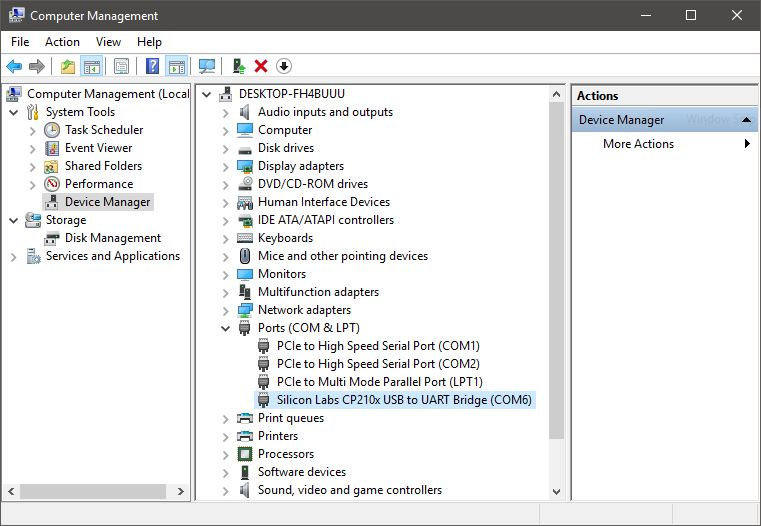 Computer Management
File Action View Help
Computer Management (Local
System Tools
Task Scheduler
Event Viewer
Shared Folders
Performance
Device Manager
Storage
Disk Management
Services and Applications
DESKTOP-FH4BUUU
Audio inputs and outputs
Computer
Disk drives
Display adapters
DVD/CD-ROM drives
Human Interface Devices
IDE ATA/ATAPI controllers
Keyboards
Mice and other pointing devices
Monitors
Multifunction adapters
Network adapters
Ports (COM & LPT)
PCIe to High Speed Serial Port (COM1)
PCIe to High Speed Serial Port (COM2)
PCIe to Multi Mode Parallel Port (LPT1)
Silicon Labs CP210x USB to UART Bridge (COM6)
Print queues
Printers
Processors
Software devices
Sound, video and game controllers
Actions
Device Manager
More Actions